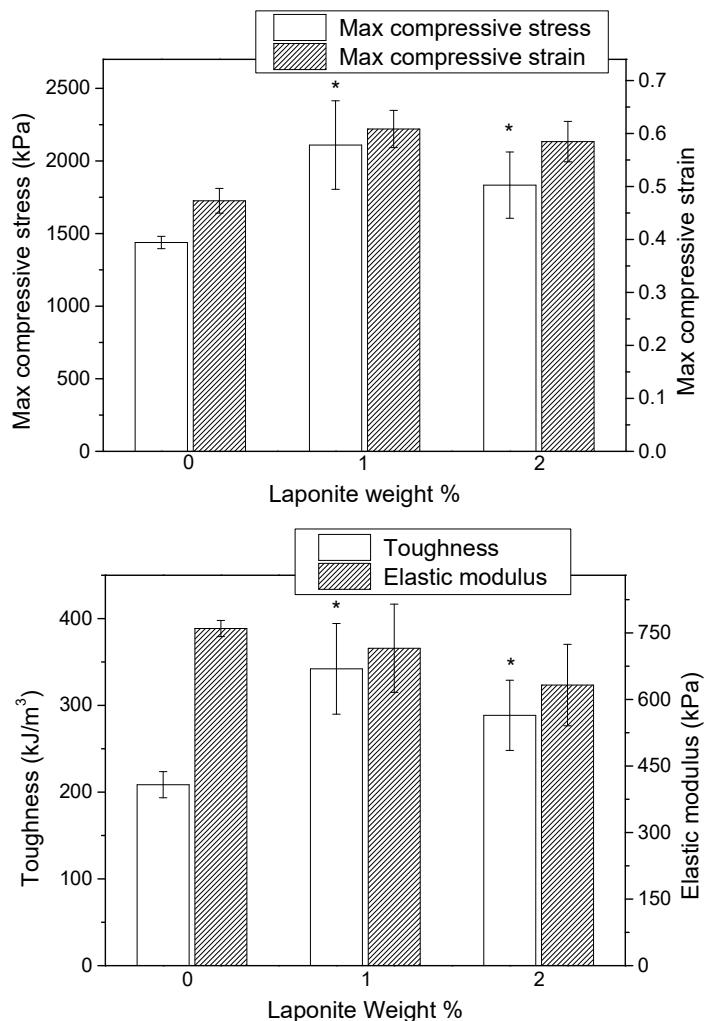 Max compressive stress
Max compressive strain
Max compressive stress (kPa)
2500
2000
1500
1000
500
0
*
*
0.7
0.6
0.5
0.4
0.3
0.2
0.1
0.0
Max compressive strain
0 1 2
Laponite weight %
Toughness
Elastic modulus
Toughness (kJ/m³)
400
300
200
100
0
*
*
750
600
450
300
150
0
Elastic modulus (kPa)
0 1 2
Laponite Weight %